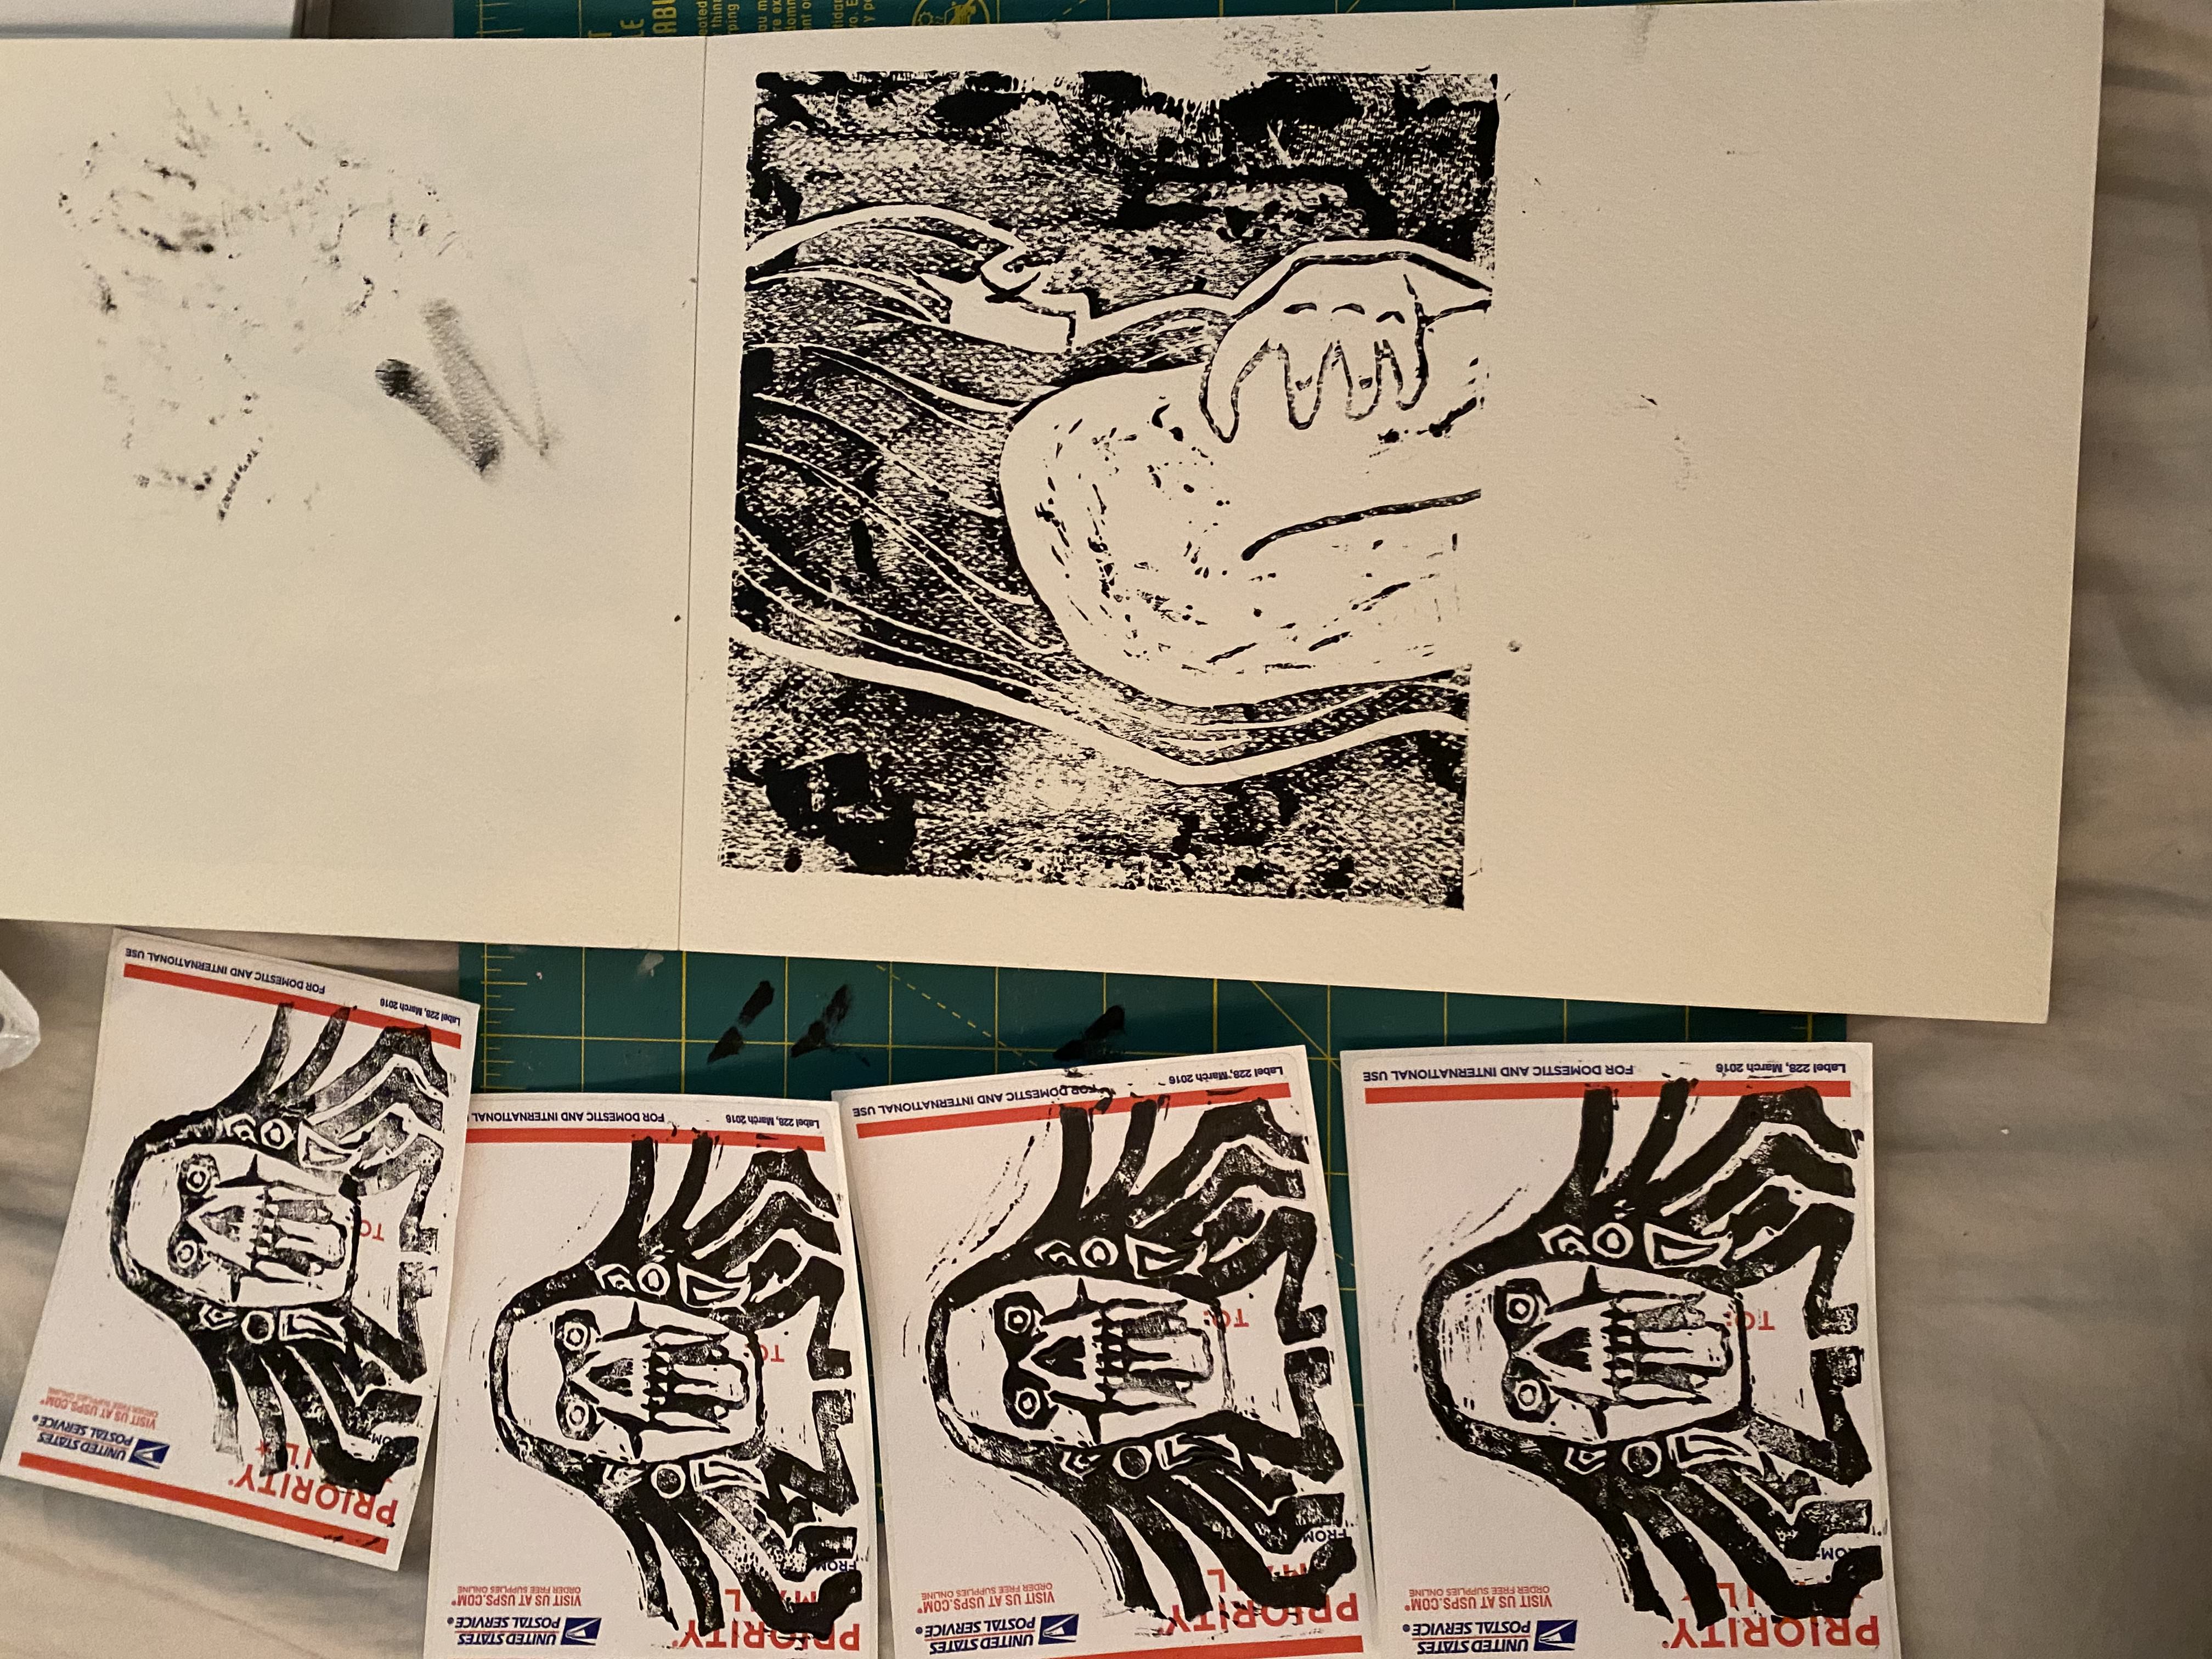 UNITED STATES
POSTAL SERVICE®
VISIT US AT USPS.COM®
ORDER FREE SUPPLIES ONLINE
PRIORITY
FOR DOMESTIC AND INTERNATIONAL USE
Label 228, March 2016
UNITED STATES
POSTAL SERVICE®
VISIT US AT USPS.COM®
ORDER FREE SUPPLIES ONLINE
PRIORITY®
MAIL
FROM
FOR DOMESTIC AND INTERNATIONAL
Label 228, March 2016
UNITED STATES
POSTAL SERVICE®
VISIT US AT USPS.COM®
ORDER FREE SUPPLIES ONLINE
PRIORITY
FROM
TO:
FOR DOMESTIC AND INTERNATIONAL USE
Label 228, March 2016
UNITED STATES
POSTAL SERVICE®
VISIT US AT USPS.COM®
ORDER FREE SUPPLIES ONLINE
PRIORITY®
TO:
FOR DOMESTIC AND INTERNATIONAL USE
Label 228, March 2016